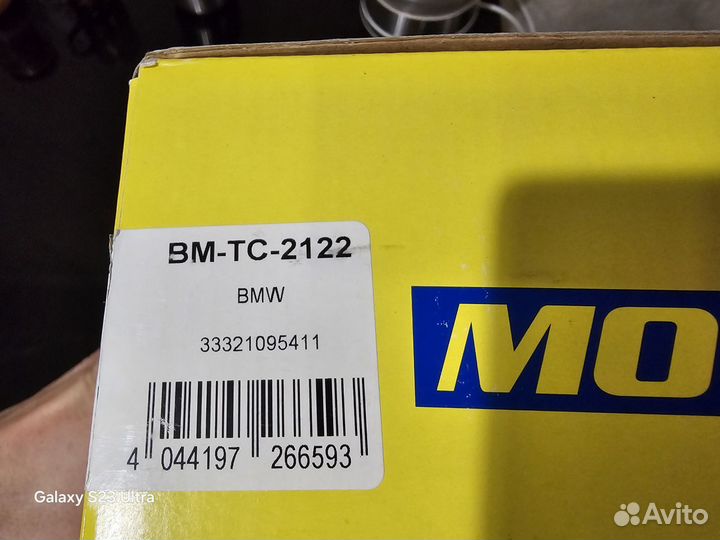 BM-TC-2122
BMW
33321095411
MO
4 044197 266593
Galaxy S23 Ultra
Avito